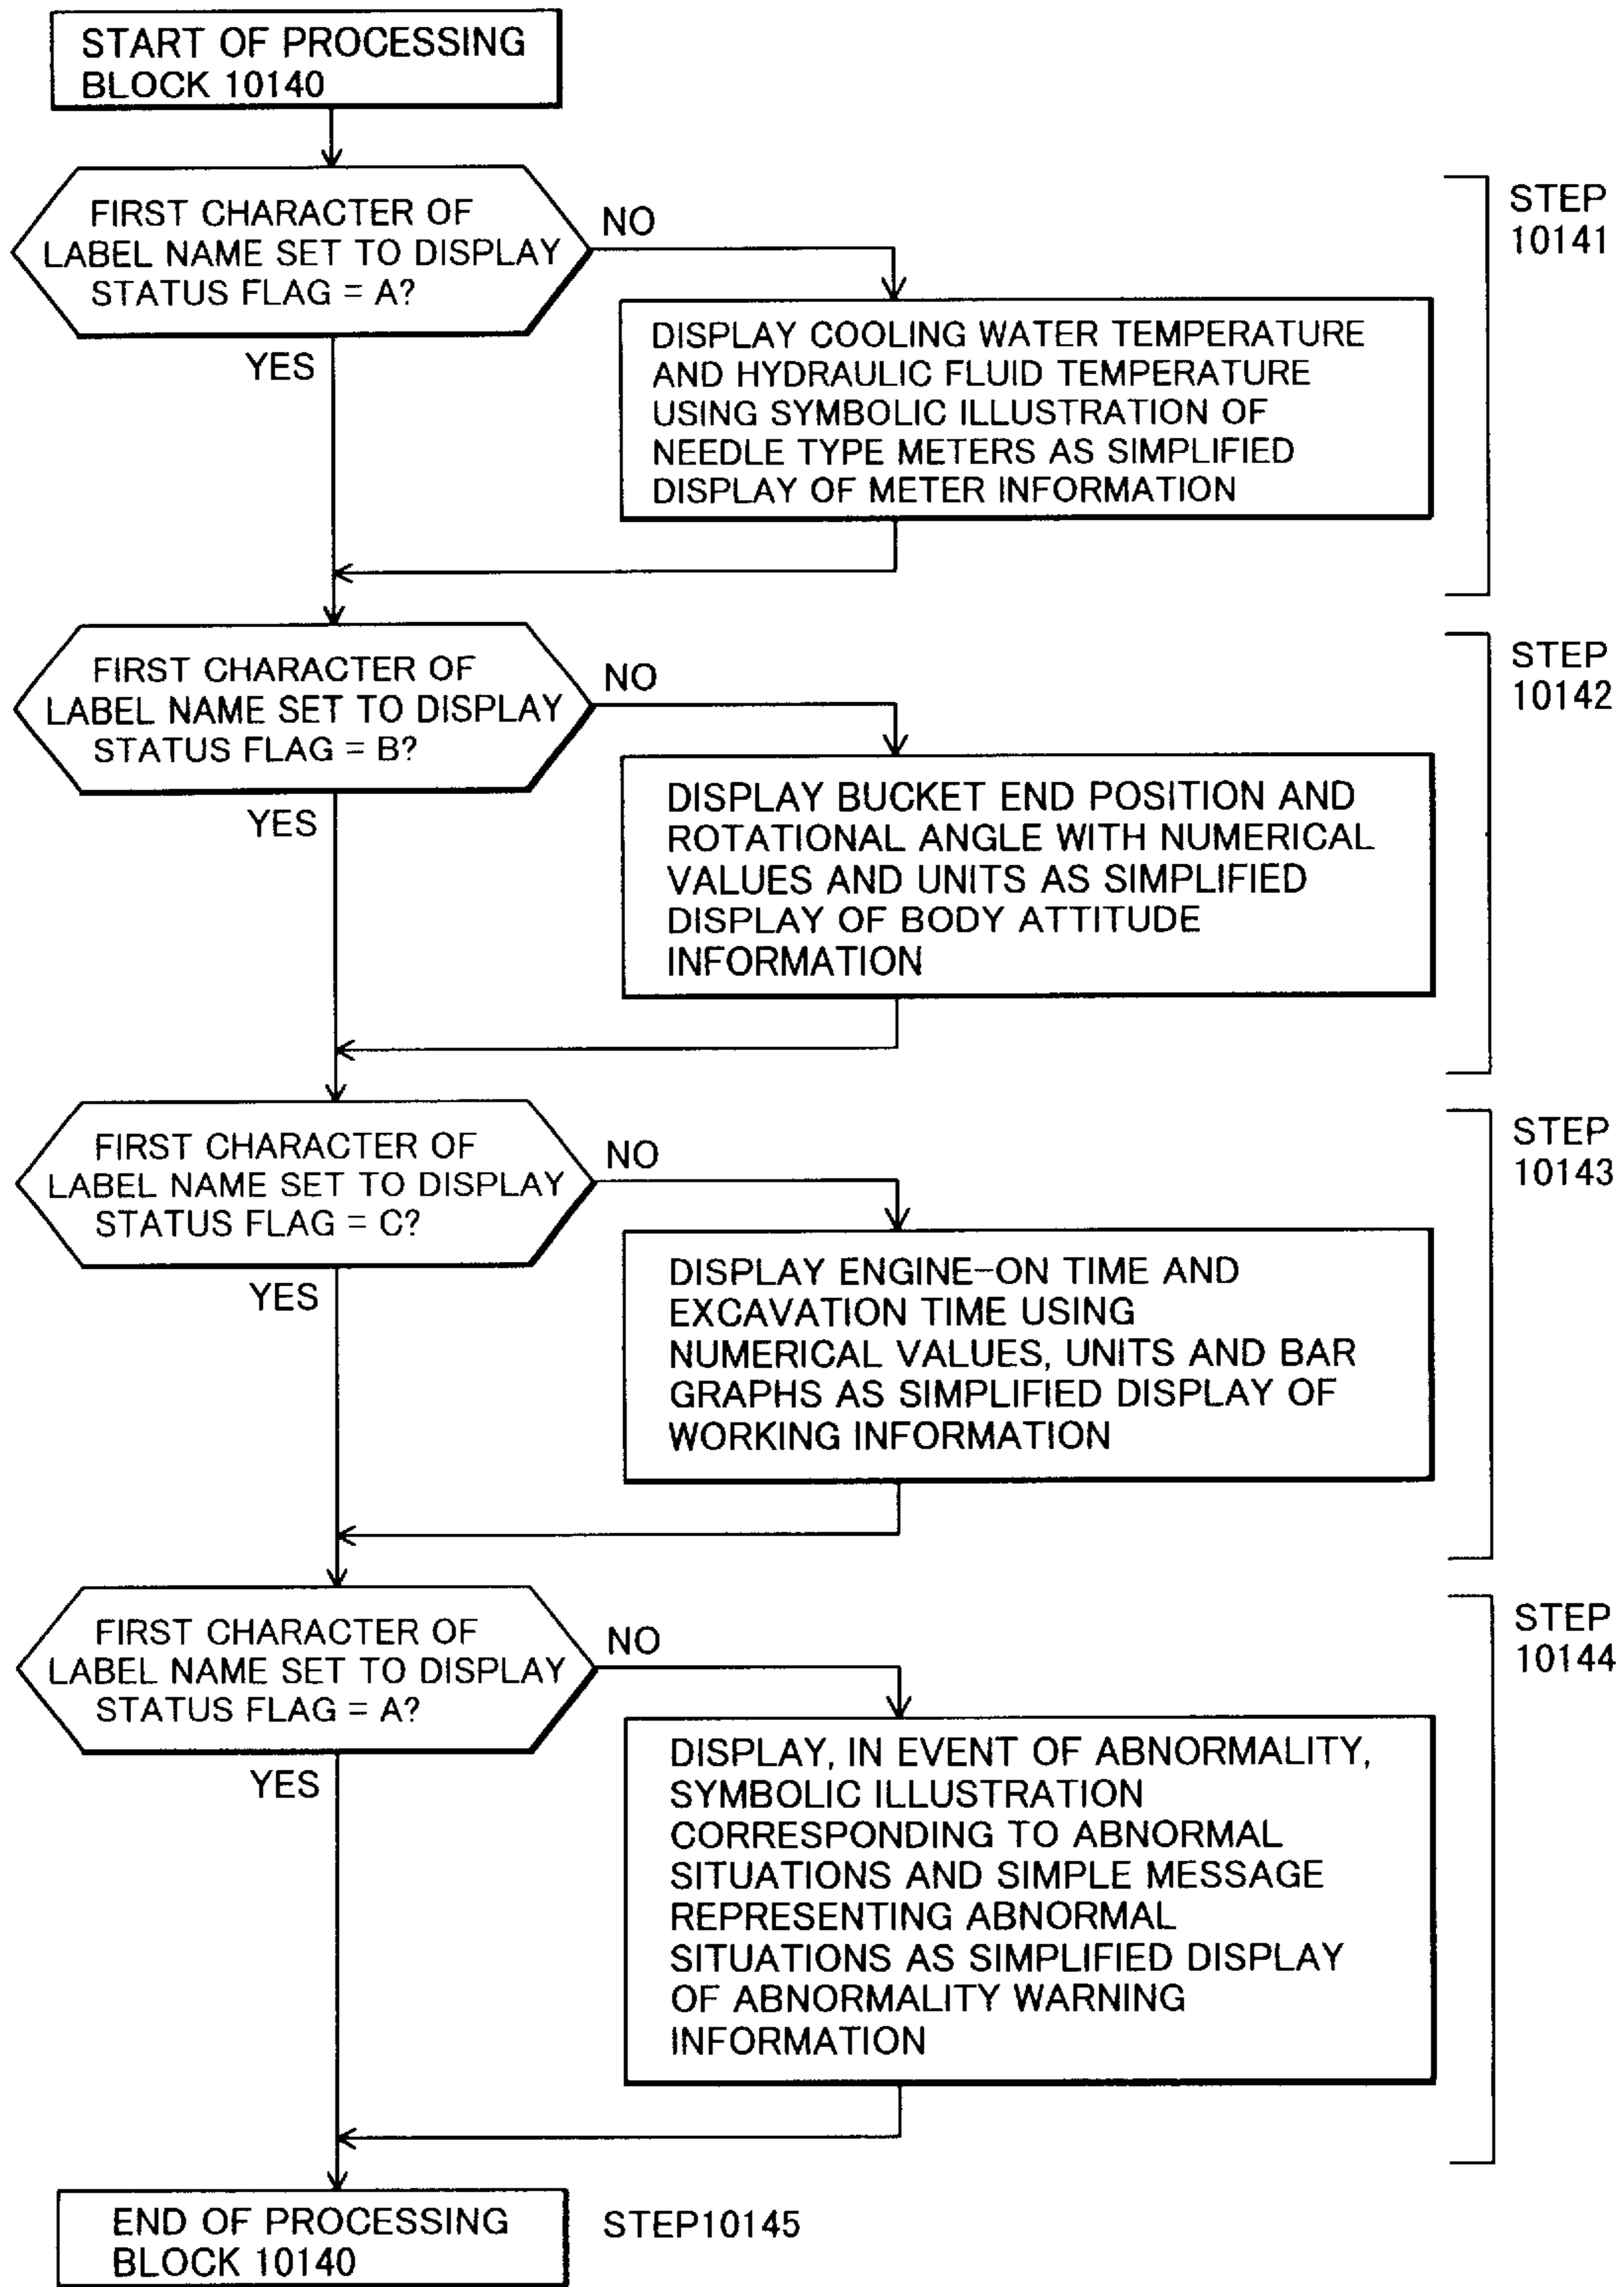 START OF PROCESSING
BLOCK 10140
FIRST CHARACTER OF
LABEL NAME SET TO DISPLAY
STATUS FLAG = A?
NO
YES
STEP
10141
DISPLAY COOLING WATER TEMPERATURE
AND HYDRAULIC FLUID TEMPERATURE
USING SYMBOLIC ILLUSTRATION OF
NEEDLE TYPE METERS AS SIMPLIFIED
DISPLAY OF METER INFORMATION
FIRST CHARACTER OF
LABEL NAME SET TO DISPLAY
STATUS FLAG = B?
NO
YES
STEP
10142
DISPLAY BUCKET END POSITION AND
ROTATIONAL ANGLE WITH NUMERICAL
VALUES AND UNITS AS SIMPLIFIED
DISPLAY OF BODY ATTITUDE
INFORMATION
FIRST CHARACTER OF
LABEL NAME SET TO DISPLAY
STATUS FLAG = C?
NO
YES
STEP
10143
DISPLAY ENGINE-ON TIME AND
EXCAVATION TIME USING
NUMERICAL VALUES, UNITS AND BAR
GRAPHS AS SIMPLIFIED DISPLAY OF
WORKING INFORMATION
FIRST CHARACTER OF
LABEL NAME SET TO DISPLAY
STATUS FLAG = A?
NO
YES
STEP
10144
DISPLAY, IN EVENT OF ABNORMALITY,
SYMBOLIC ILLUSTRATION
CORRESPONDING TO ABNORMAL
SITUATIONS AND SIMPLE MESSAGE
REPRESENTING ABNORMAL
SITUATIONS AS SIMPLIFIED DISPLAY
OF ABNORMALITY WARNING
INFORMATION
END OF PROCESSING
BLOCK 10140
STEP10145